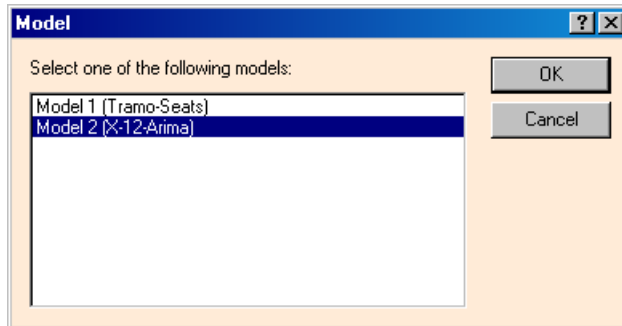 Model
Select one of the following models:
OK
Model 1 (Tramo-Seats)
Model 2 (X-12-Arima)
Cancel